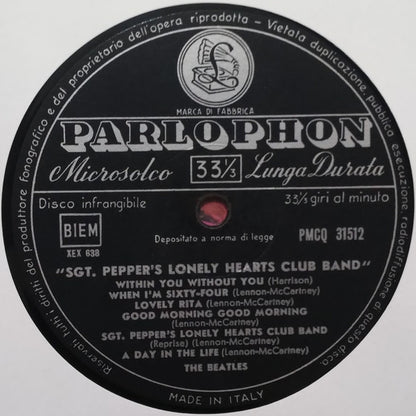 Riservati tutti i diritti del produttore fonografico e del proprietario dell'opera riprodotta - Vietata duplicazione, pubblica esecuzione, radiodiffusione di questo disco.
MARCA DI FABBRICA
PARLOPHON
Microsolco 33⅓ Lunga Durata
Disco infrangibile 33⅓ giri al minuto
BIEM
XEX 638
Depositato a norma di legge
PMCQ 31512
"SGT. PEPPER'S LONELY HEARTS CLUB BAND"
WITHIN YOU WITHOUT YOU (Harrison)
WHEN I'M SIXTY-FOUR (Lennon-McCartney)
LOVELY RITA (Lennon-McCartney)
GOOD MORNING GOOD MORNING
(Lennon-McCartney)
SGT. PEPPER'S LONELY HEARTS CLUB BAND
(Reprise) (Lennon-McCartney)
A DAY IN THE LIFE (Lennon-McCartney)
THE BEATLES
MADE IN ITALY